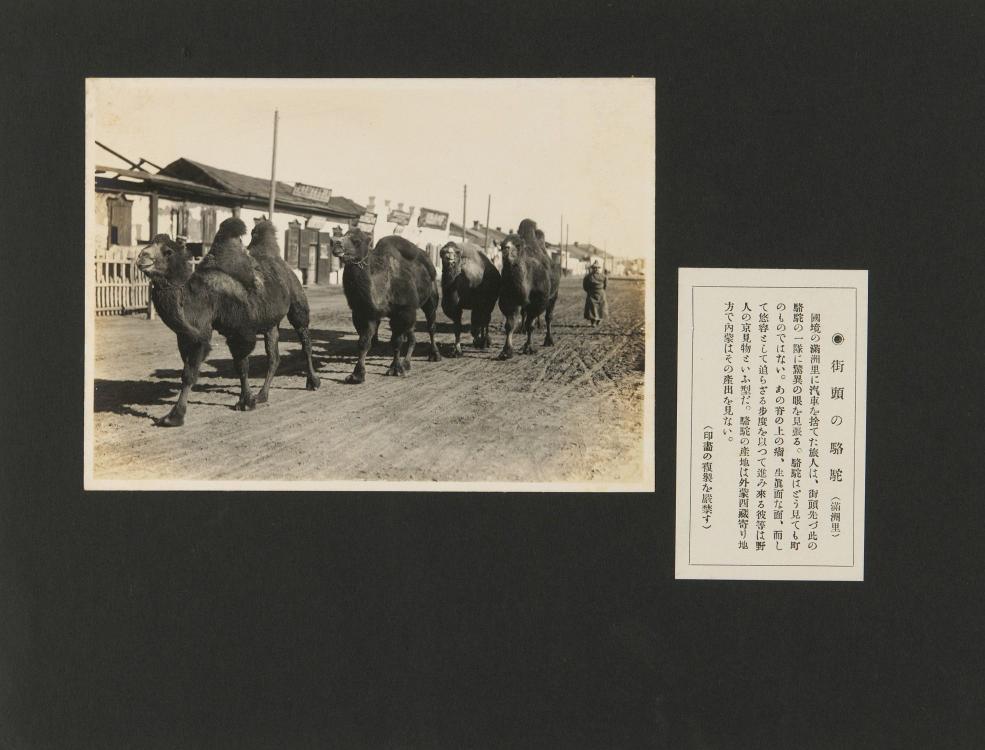 ◉街頭の駱駝（滿洲里）
國境の滿洲里に汽車を捨てた旅人は、街頭先づ此の
駱駝の一隊に驚異の眼を見張る。駱駝はどう見ても町
のものではない。あの脊の上の瘤、生眞面な面、而し
て悠容として迫らざる步度を以つて進み來る彼等は野
人の京見物といふ型だ。駱駝の產地は外蒙西藏寄り地
方で內蒙はその產出を見ない。
（印畵の複製を嚴禁す）